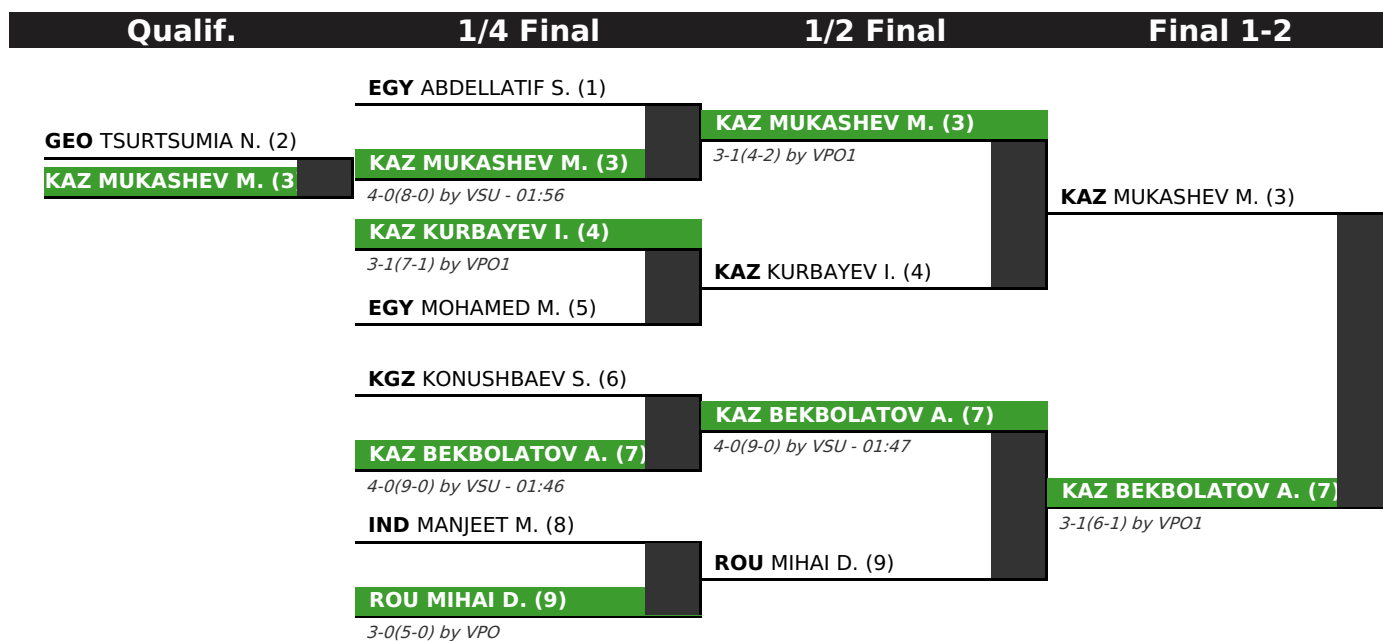 Qualif. 1/4 Final 1/2 Final Final 1-2
GEO TSURTSUMIA N. (2)
KAZ MUKASHEV M. (3
EGY ABDELLATIF S. (1)
KAZ MUKASHEV M. (3)
4-0(8-0) by VSU - 01:56
KAZ KURBAYEV I. (4)
3-1(7-1) by VPO1
EGY MOHAMED M. (5)
KGZ KONUSHBAEV S. (6)
KAZ BEKBOLATOV A. (7)
4-0(9-0) by VSU - 01:46
IND MANJEET M. (8)
ROU MIHAI D. (9)
3-0(5-0) by VPO
KAZ MUKASHEV M. (3)
3-1(4-2) by VPO1
KAZ KURBAYEV I. (4)
KAZ BEKBOLATOV A. (7)
4-0(9-0) by VSU - 01:47
ROU MIHAI D. (9)
KAZ MUKASHEV M. (3)
KAZ BEKBOLATOV A. (7)
3-1(6-1) by VPO1